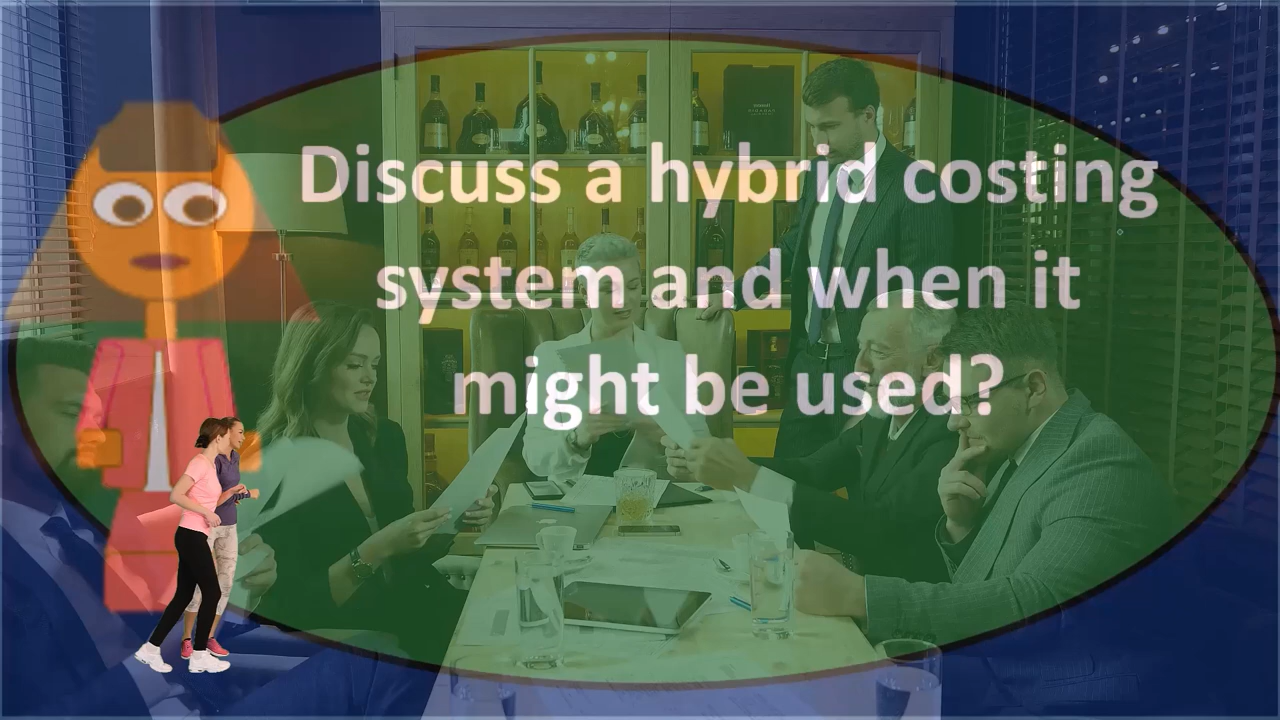 Discuss a hybrid costing
system and when it
might be used?